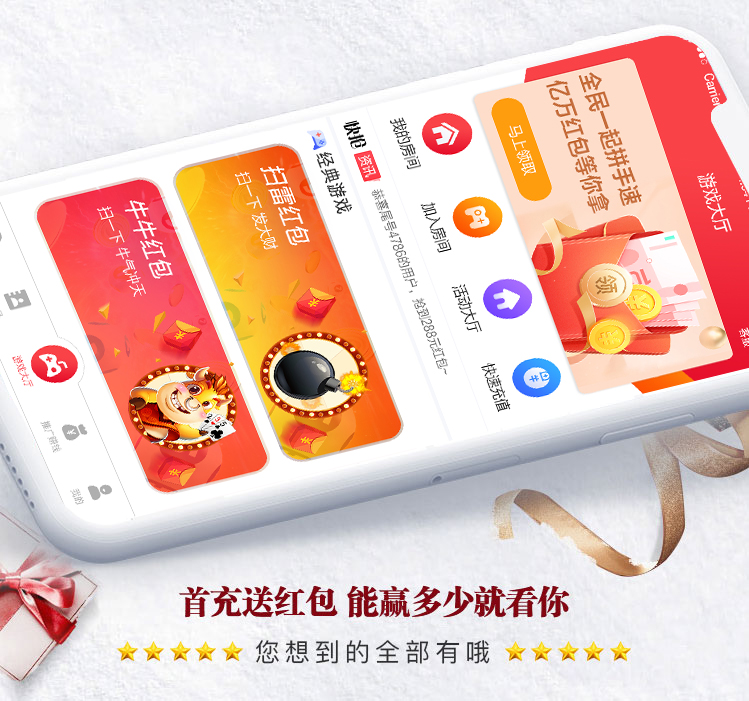 Carrier
游戏大厅
客服
全民一起拼手速
亿万红包等你拿
马上领取
领
我的房间
加入房间
活动大厅
快速充值
快抢
资讯
恭喜尾号4786的用户，抢到288元红包~
经典游戏
扫雷红包
扫一下 发大财
牛牛红包
扫一下 牛气冲天
游戏大厅
推广赚钱
我的
首充送红包 能赢多少就看你
您想到的全部有哦